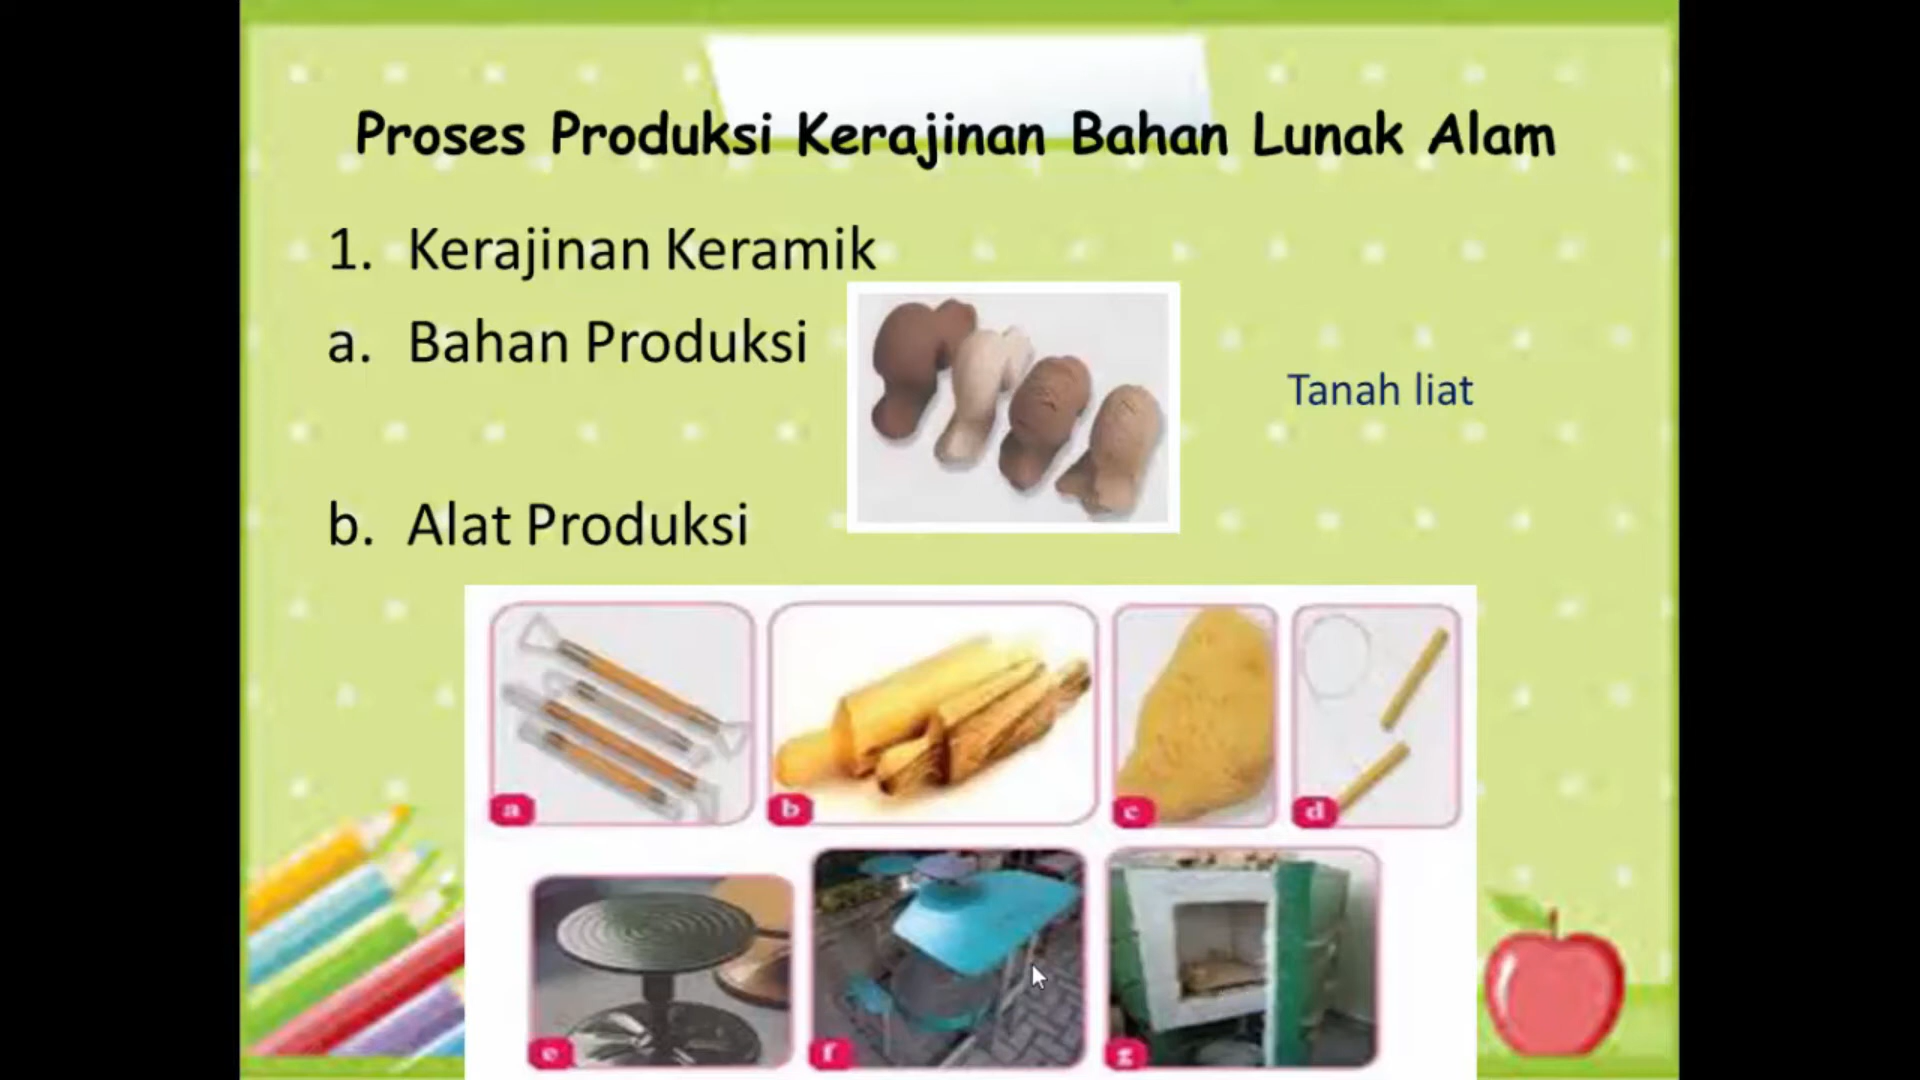 Proses Produksi Kerajinan Bahan Lunak Alam
1. Kerajinan Keramik
a. Bahan Produksi
Tanah liat
b. Alat Produksi
a
b
c
d
e
f
g